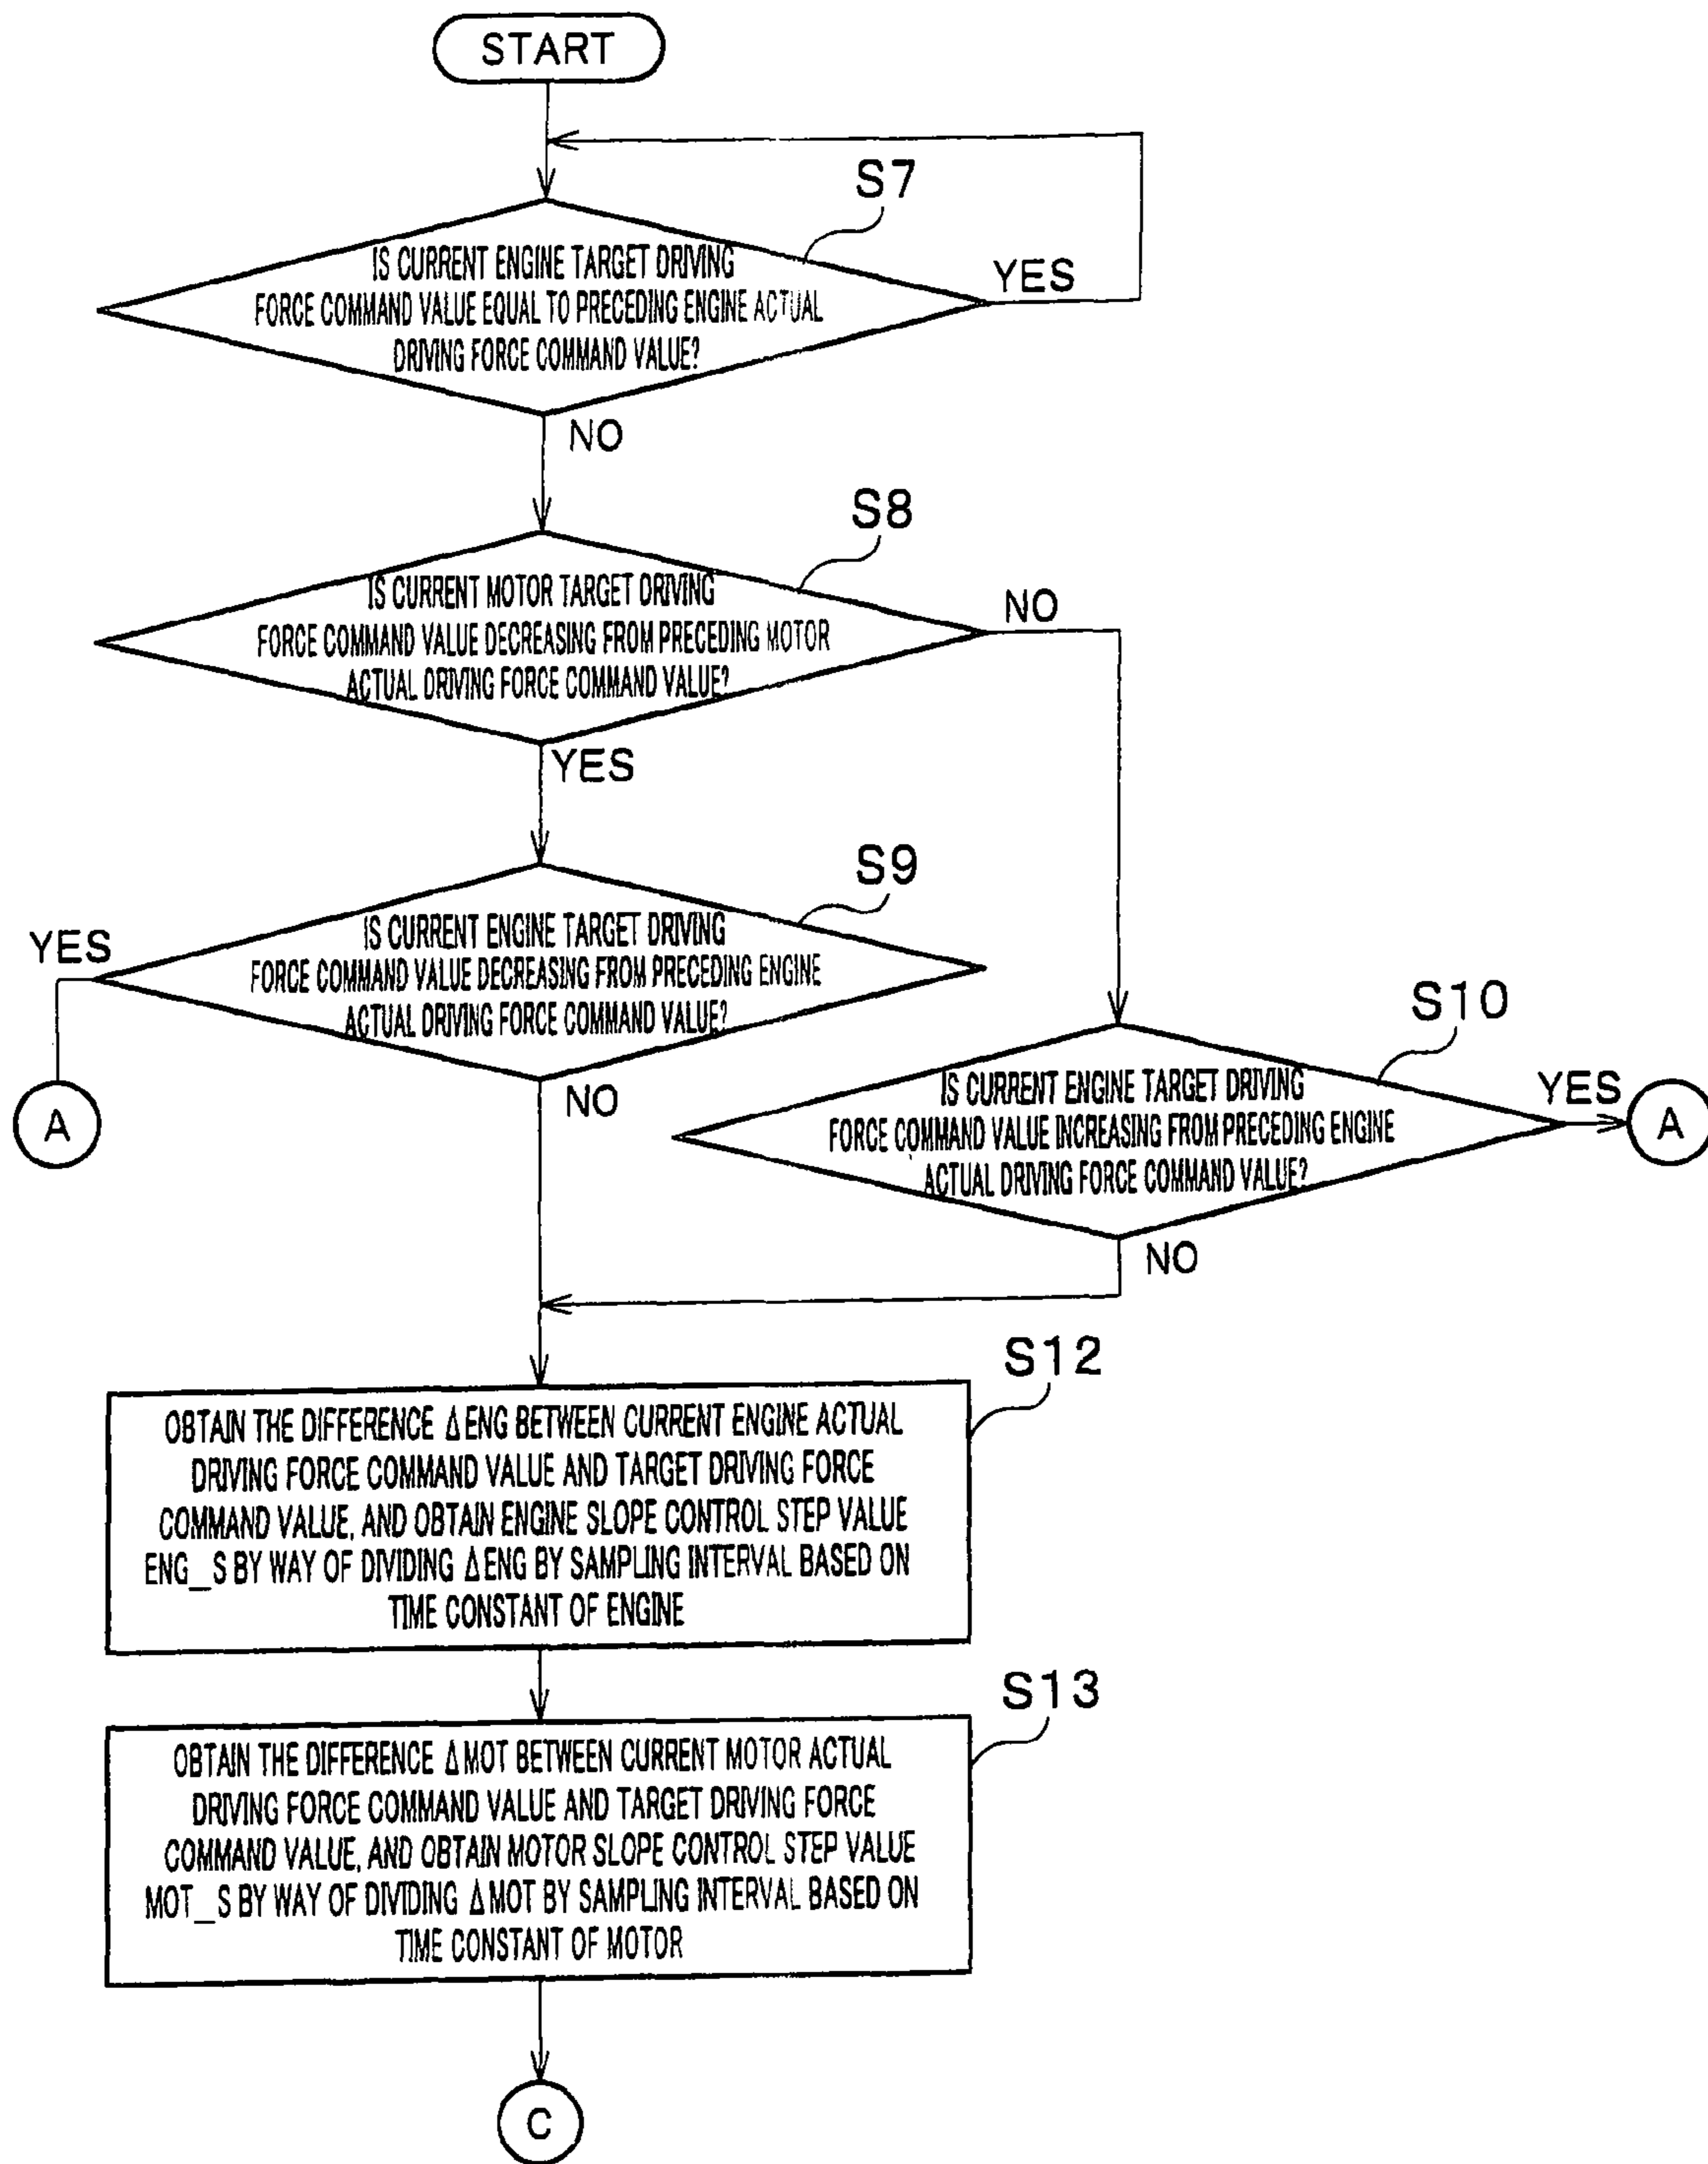 START
S7
IS CURRENT ENGINE TARGET DRIVING
FORCE COMMAND VALUE EQUAL TO PRECEDING ENGINE ACTUAL
DRIVING FORCE COMMAND VALUE?
YES
NO
S8
IS CURRENT MOTOR TARGET DRIVING
FORCE COMMAND VALUE DECREASING FROM PRECEDING MOTOR
ACTUAL DRIVING FORCE COMMAND VALUE?
NO
YES
S9
IS CURRENT ENGINE TARGET DRIVING
FORCE COMMAND VALUE DECREASING FROM PRECEDING ENGINE
ACTUAL DRIVING FORCE COMMAND VALUE?
YES
A
NO
S10
IS CURRENT ENGINE TARGET DRIVING
FORCE COMMAND VALUE INCREASING FROM PRECEDING ENGINE
ACTUAL DRIVING FORCE COMMAND VALUE?
YES
A
NO
S12
OBTAIN THE DIFFERENCE ΔENG BETWEEN CURRENT ENGINE ACTUAL
DRIVING FORCE COMMAND VALUE AND TARGET DRIVING FORCE
COMMAND VALUE, AND OBTAIN ENGINE SLOPE CONTROL STEP VALUE
ENG_S BY WAY OF DIVIDING ΔENG BY SAMPLING INTERVAL BASED ON
TIME CONSTANT OF ENGINE
S13
OBTAIN THE DIFFERENCE ΔMOT BETWEEN CURRENT MOTOR ACTUAL
DRIVING FORCE COMMAND VALUE AND TARGET DRIVING FORCE
COMMAND VALUE, AND OBTAIN MOTOR SLOPE CONTROL STEP VALUE
MOT_S BY WAY OF DIVIDING ΔMOT BY SAMPLING INTERVAL BASED ON
TIME CONSTANT OF MOTOR
C